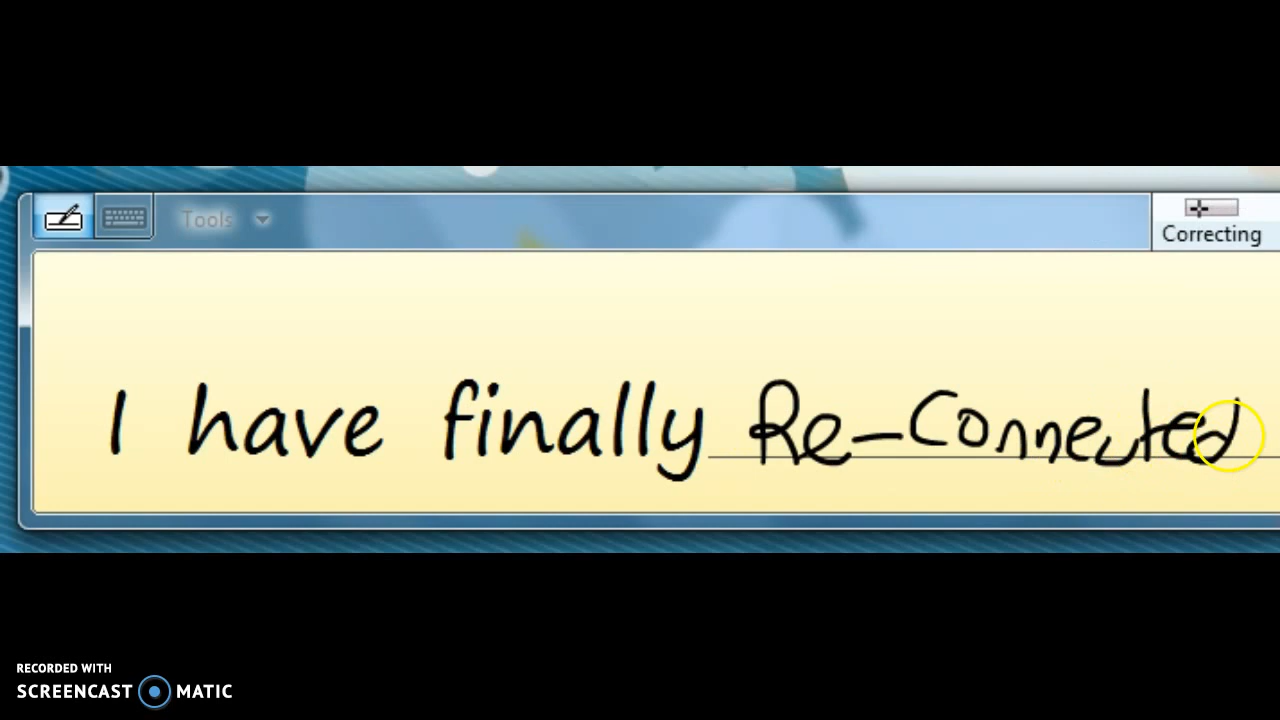 Tools
Correcting
I have finally Re-Connected
RECORDED WITH
SCREENCAST MATIC